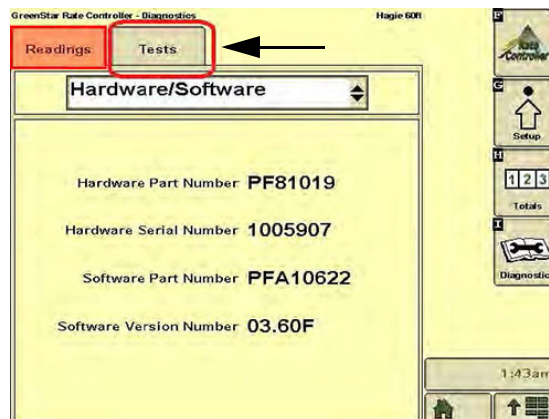 GreenStar Rate Controller - Diagnostics
Hagie 60ft
Readings
Tests
Hardware/Software
Hardware Part Number PF81019
Hardware Serial Number 1005907
Software Part Number PFA10622
Software Version Number 03.60F
F
Rate
Controller
G
Setup
H
1 2 3
Totals
I
Diagnostic
1:43am